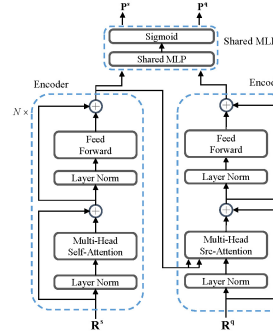 P^s P^q
Sigmoid
Shared MLP
Shared MLP
Encoder
N ×
Feed
Forward
Layer Norm
Multi-Head
Self-Attention
Layer Norm
R^s
Feed
Forward
Layer Norm
Multi-Head
Src-Attention
Layer Norm
R^q